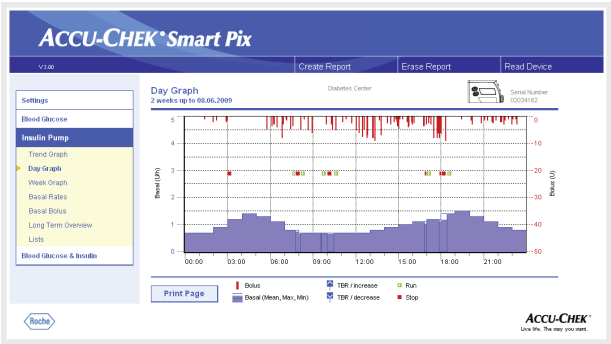 ACCU-CHEK® Smart Pix
V 3.00
Create Report
Erase Report
Read Device
Settings
Blood Glucose
Insulin Pump
Trend Graph
Day Graph
Week Graph
Basal Rates
Basal Bolus
Long Term Overview
Lists
Blood Glucose & Insulin
Day Graph
2 weeks up to 08.06.2009
Diabetes Center
Serial Number
02034162
Basal (U/h)
5
4
3
2
1
0
Bolus (U)
0
-10
-20
-30
-40
-50
00:00 03:00 06:00 09:00 12:00 15:00 18:00 21:00
Print Page
Bolus
Basal (Mean, Max, Min)
TBR / increase
TBR / decrease
Run
Stop
Roche
ACCU-CHEK®
Live life. The way you want.